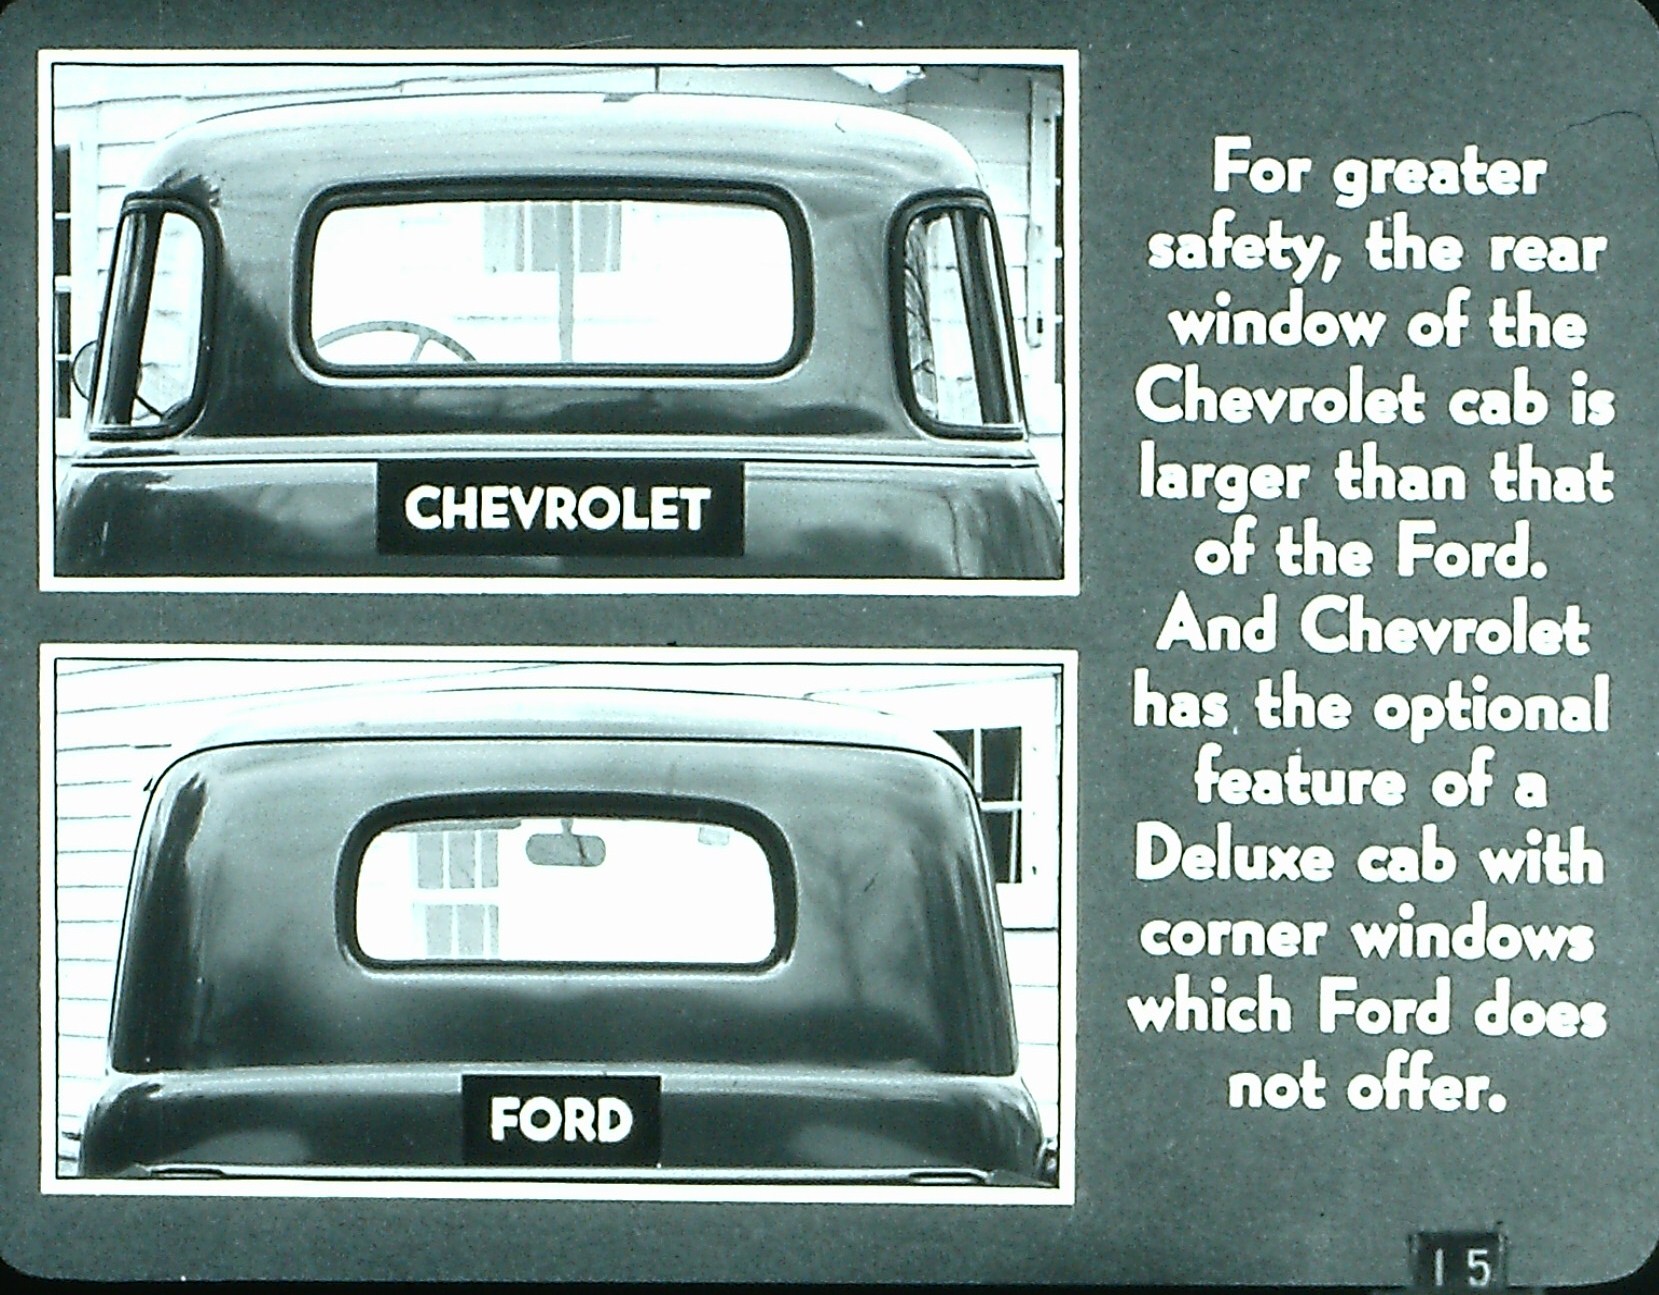 CHEVROLET
FORD
For greater
safety, the rear
window of the
Chevrolet cab is
larger than that
of the Ford.
And Chevrolet
has the optional
feature of a
Deluxe cab with
corner windows
which Ford does
not offer.
15